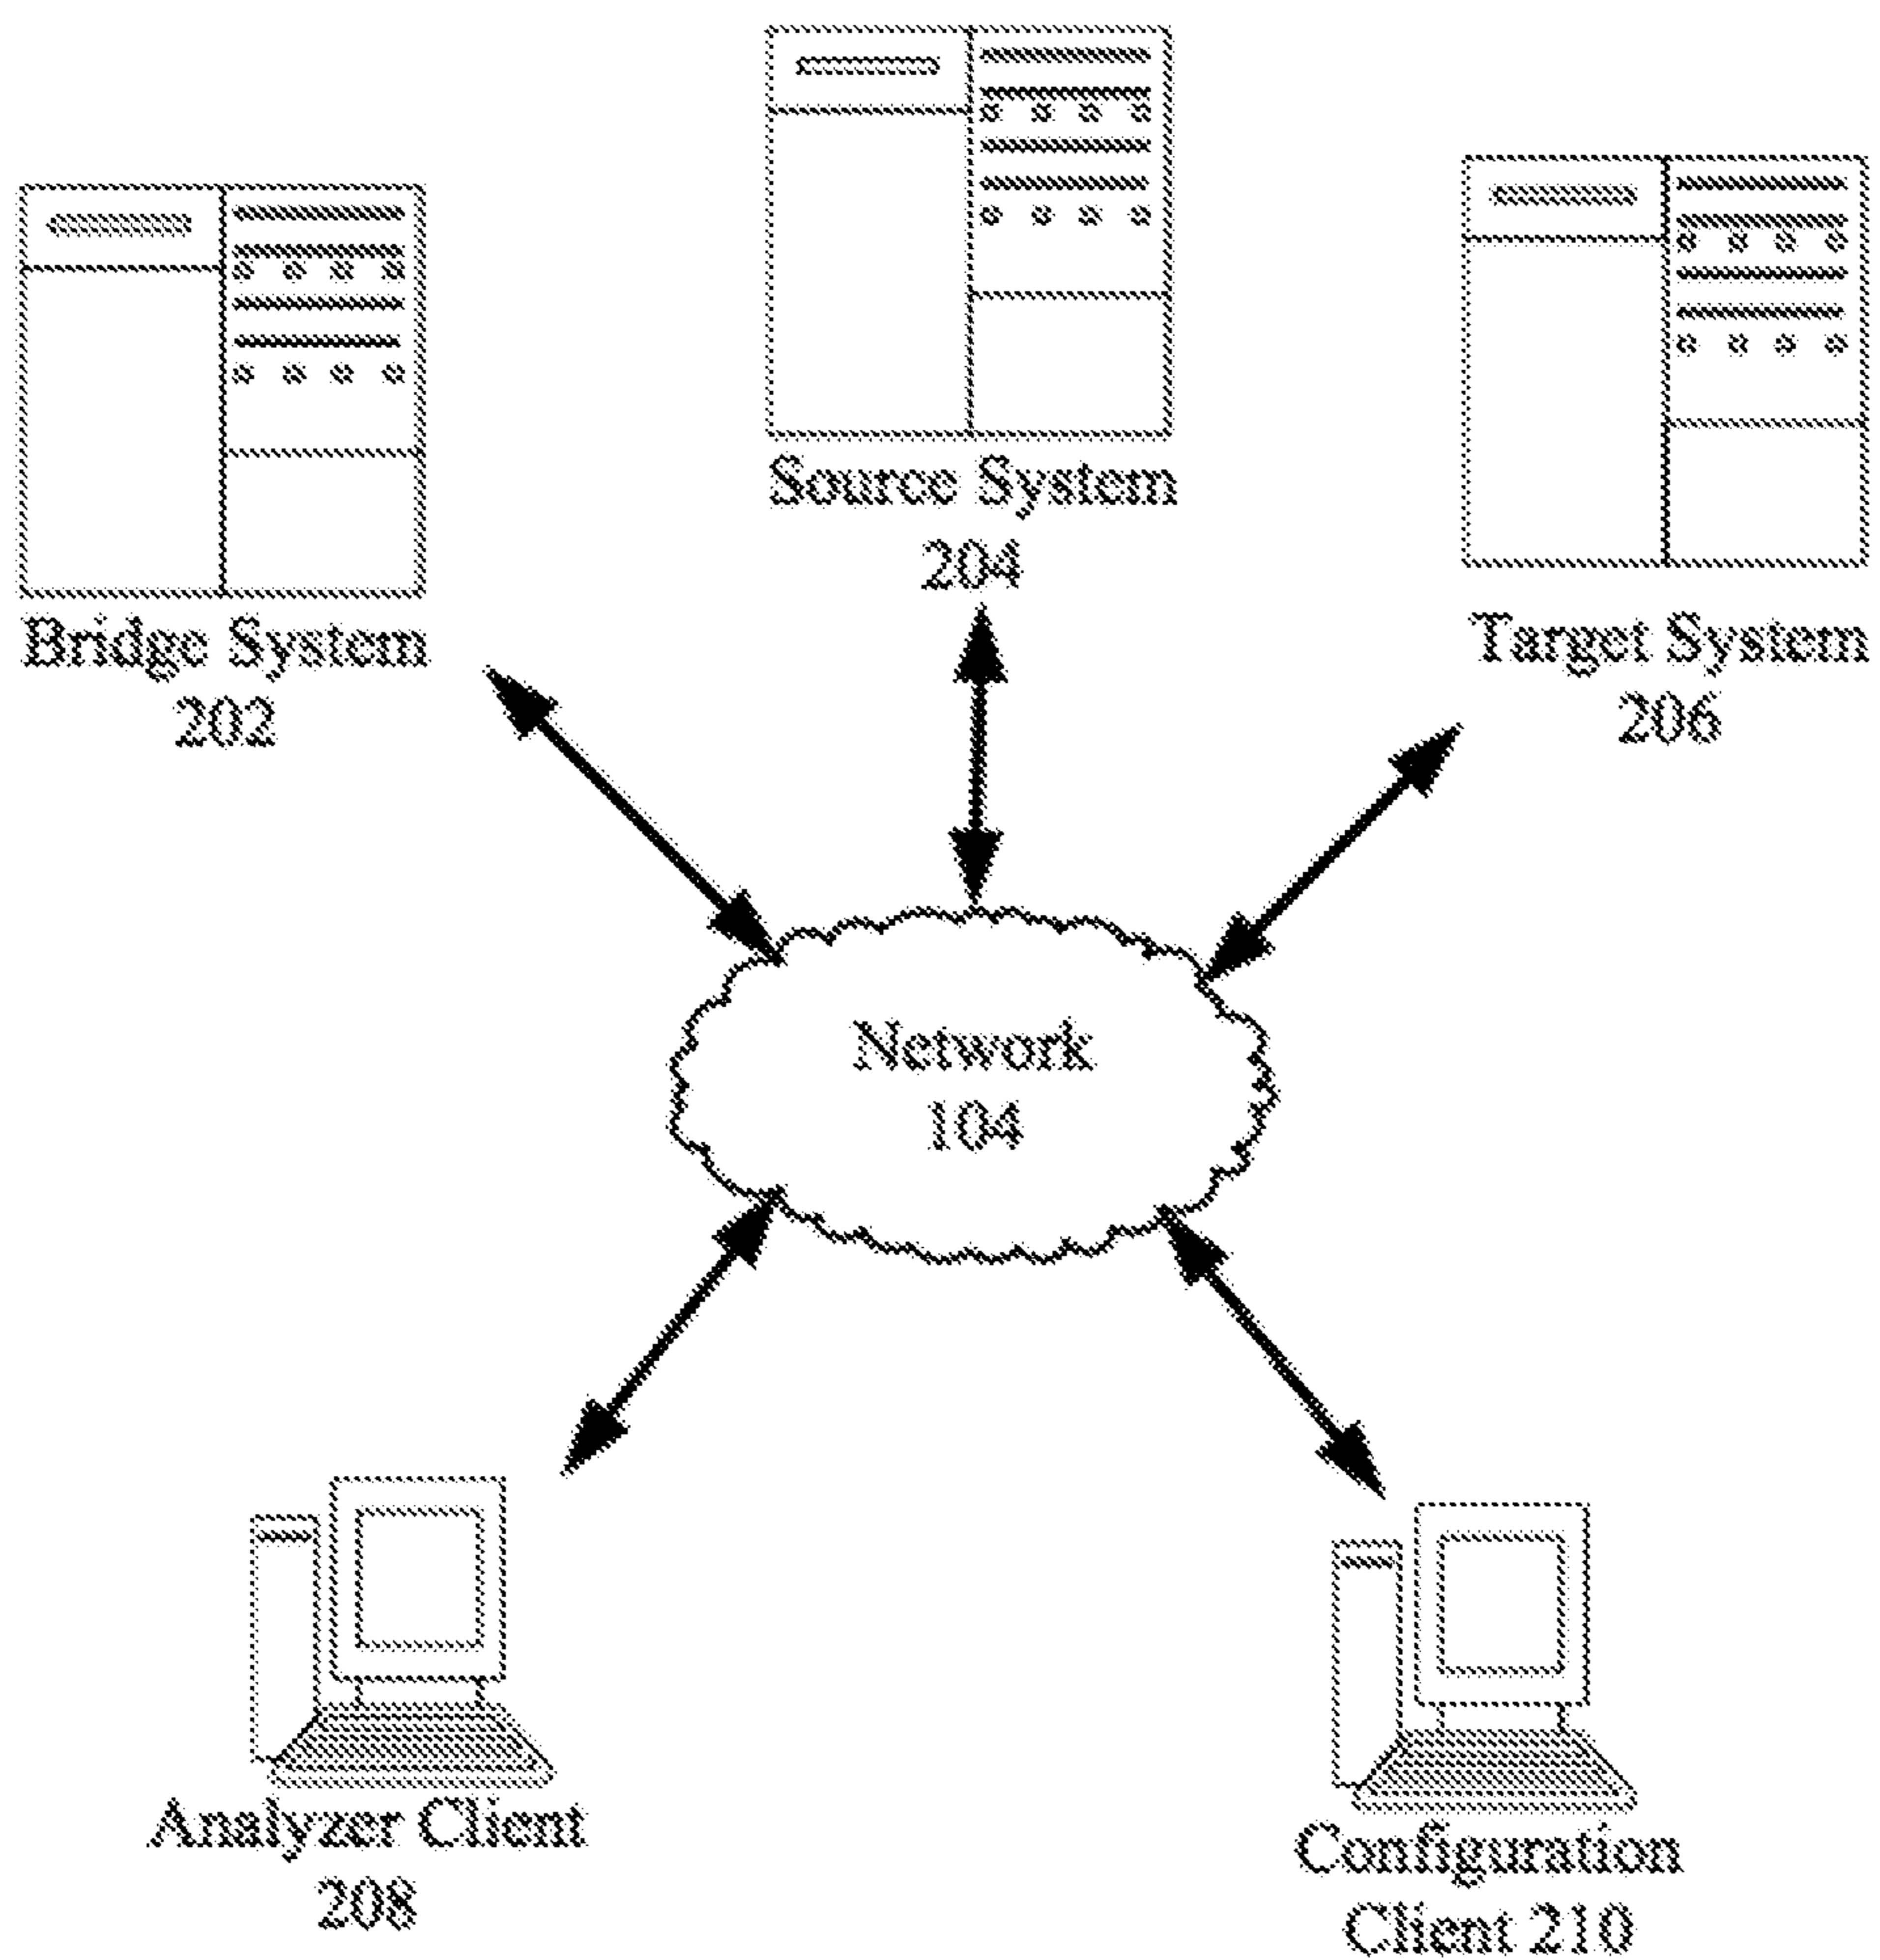 Source System
204
Bridge System
202
Target System
206
Network
104
Analyzer Client
208
Configuration
Client 210